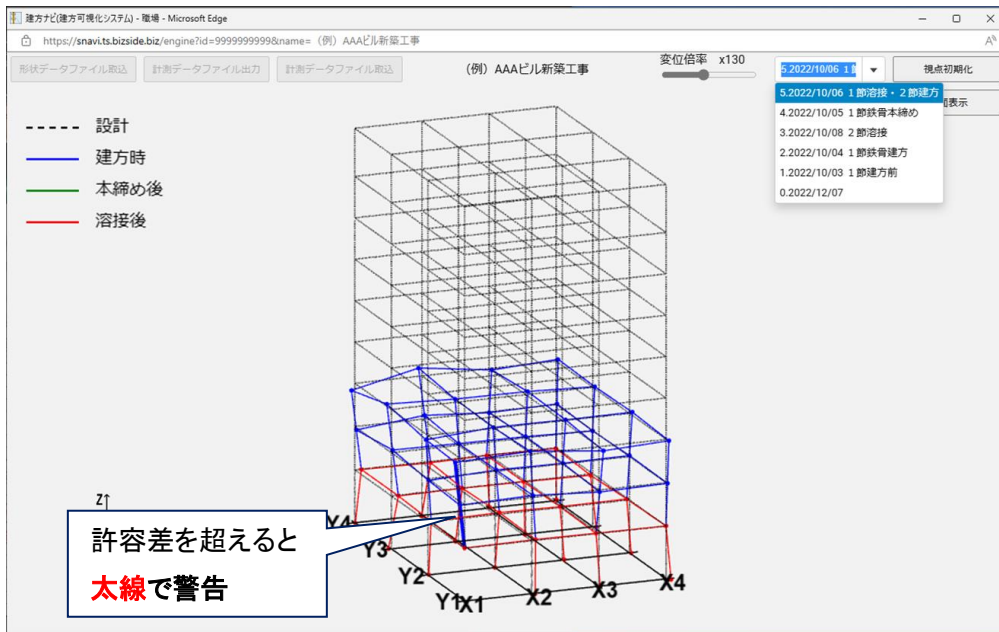 建方ナビ(建方可視化システム) - 職場 - Microsoft Edge
https://snavi.ts.bizside.biz/engine?id=9999999999&name=（例）AAAビル新築工事
形状データファイル取込
計測データファイル出力
計測データファイル取込
（例）AAAビル新築工事
変位倍率 x130
5.2022/10/06 1
視点初期化
5.2022/10/06 1節溶接・2節建方
4.2022/10/05 1節鉄骨本締め
3.2022/10/08 2節溶接
2.2022/10/04 1節鉄骨建方
1.2022/10/03 1節建方前
0.2022/12/07
表示
設計
建方時
本締め後
溶接後
Z↑
許容差を超えると
太線で警告
Y4
Y3
Y2
Y1
X1
X2
X3
X4